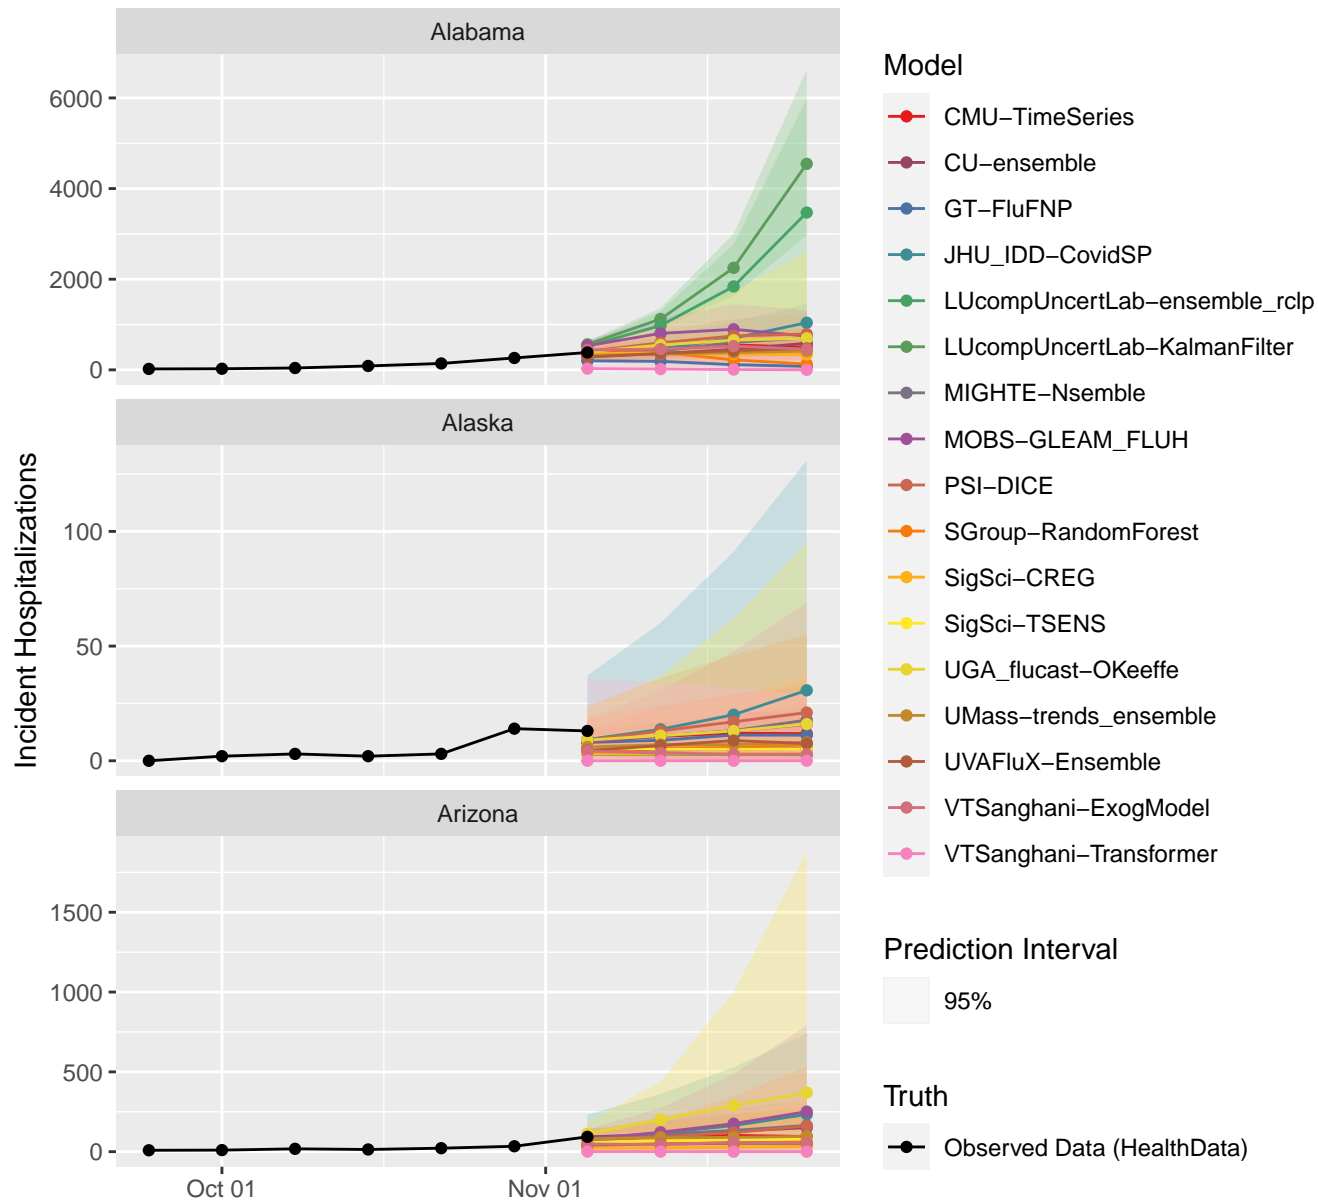 Alabama
6000
4000
2000
0
Alaska
100
50
0
Arizona
1500
1000
500
0
Oct 01
Nov 01
Incident Hospitalizations
Model
CMU−TimeSeries
CU−ensemble
GT−FluFNP
JHU_IDD−CovidSP
LUcompUncertLab−ensemble_rclp
LUcompUncertLab−KalmanFilter
MIGHTE−Nsemble
MOBS−GLEAM_FLUH
PSI−DICE
SGroup−RandomForest
SigSci−CREG
SigSci−TSENS
UGA_flucast−OKeeffe
UMass−trends_ensemble
UVAFluX−Ensemble
VTSanghani−ExogModel
VTSanghani−Transformer
Prediction Interval
95%
Truth
Observed Data (HealthData)